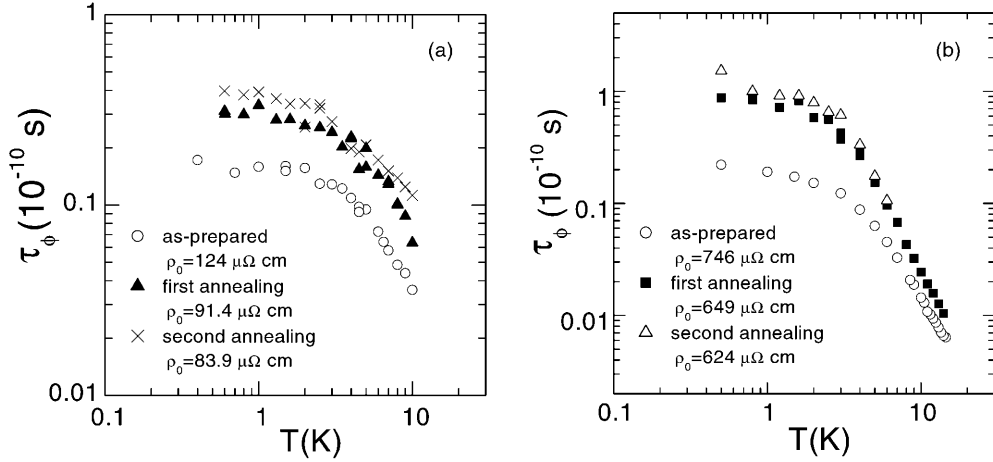 1
(a)
0.1
0.01
τϕ (10⁻¹⁰ s)
as-prepared
ρ₀=124 μΩ cm
first annealing
ρ₀=91.4 μΩ cm
second annealing
ρ₀=83.9 μΩ cm
0.1
1
10
T(K)
(b)
1
0.1
0.01
τϕ (10⁻¹⁰ s)
as-prepared
ρ₀=746 μΩ cm
first annealing
ρ₀=649 μΩ cm
second annealing
ρ₀=624 μΩ cm
0.1
1
10
T(K)